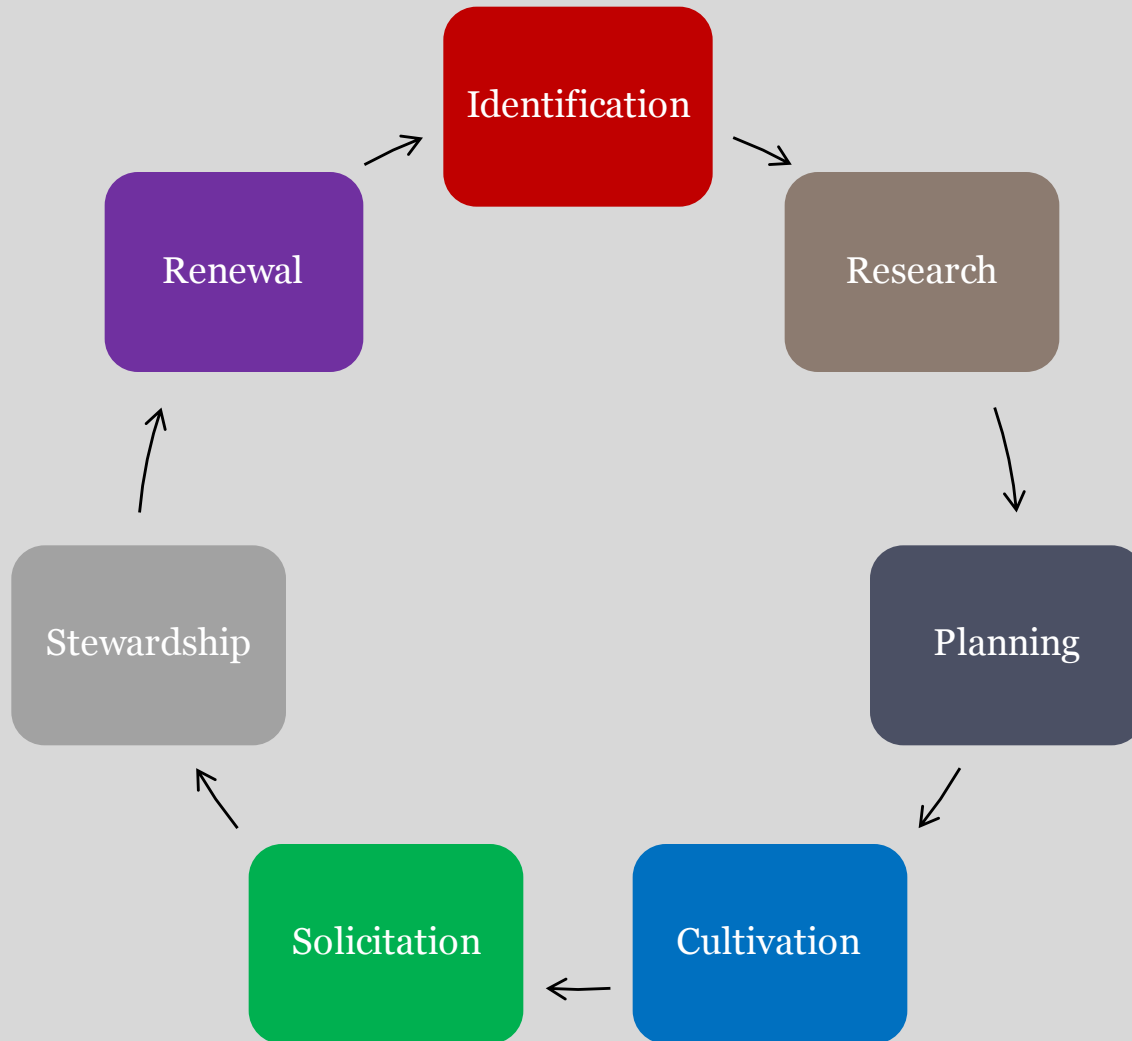 Identification
Research
Planning
Cultivation
Solicitation
Stewardship
Renewal